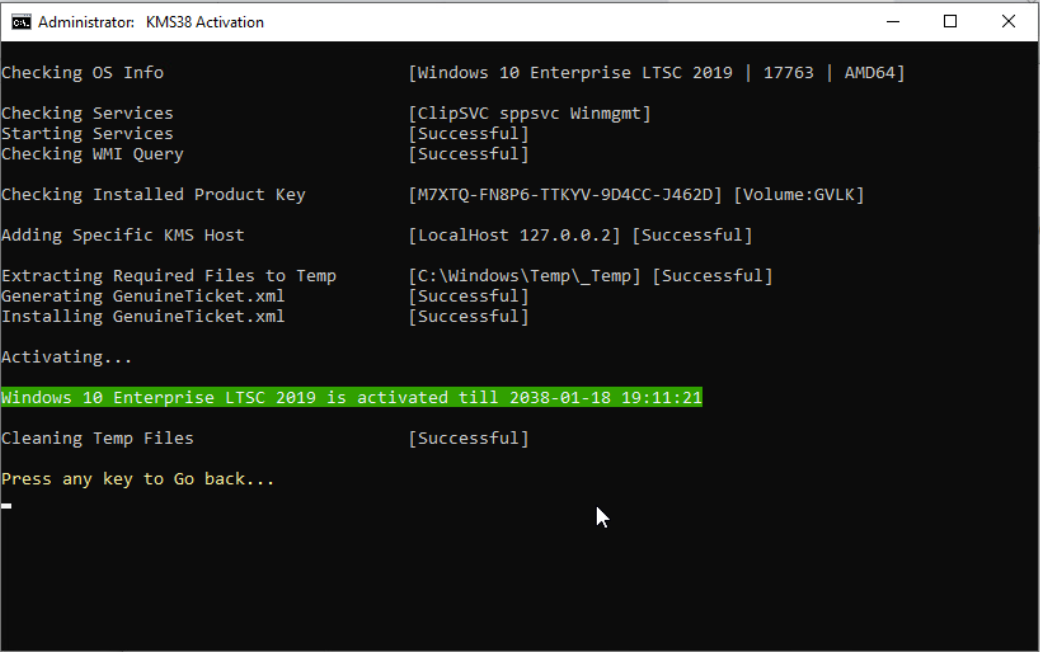 Administrator: KMS38 Activation
Checking OS Info [Windows 10 Enterprise LTSC 2019 | 17763 | AMD64]
Checking Services [ClipSVC sppsvc Winmgmt]
Starting Services [Successful]
Checking WMI Query [Successful]
Checking Installed Product Key [M7XTQ-FN8P6-TTKYV-9D4CC-J462D] [Volume:GVLK]
Adding Specific KMS Host [LocalHost 127.0.0.2] [Successful]
Extracting Required Files to Temp [C:\Windows\Temp\_Temp] [Successful]
Generating GenuineTicket.xml [Successful]
Installing GenuineTicket.xml [Successful]
Activating...
Windows 10 Enterprise LTSC 2019 is activated till 2038-01-18 19:11:21
Cleaning Temp Files [Successful]
Press any key to Go back...